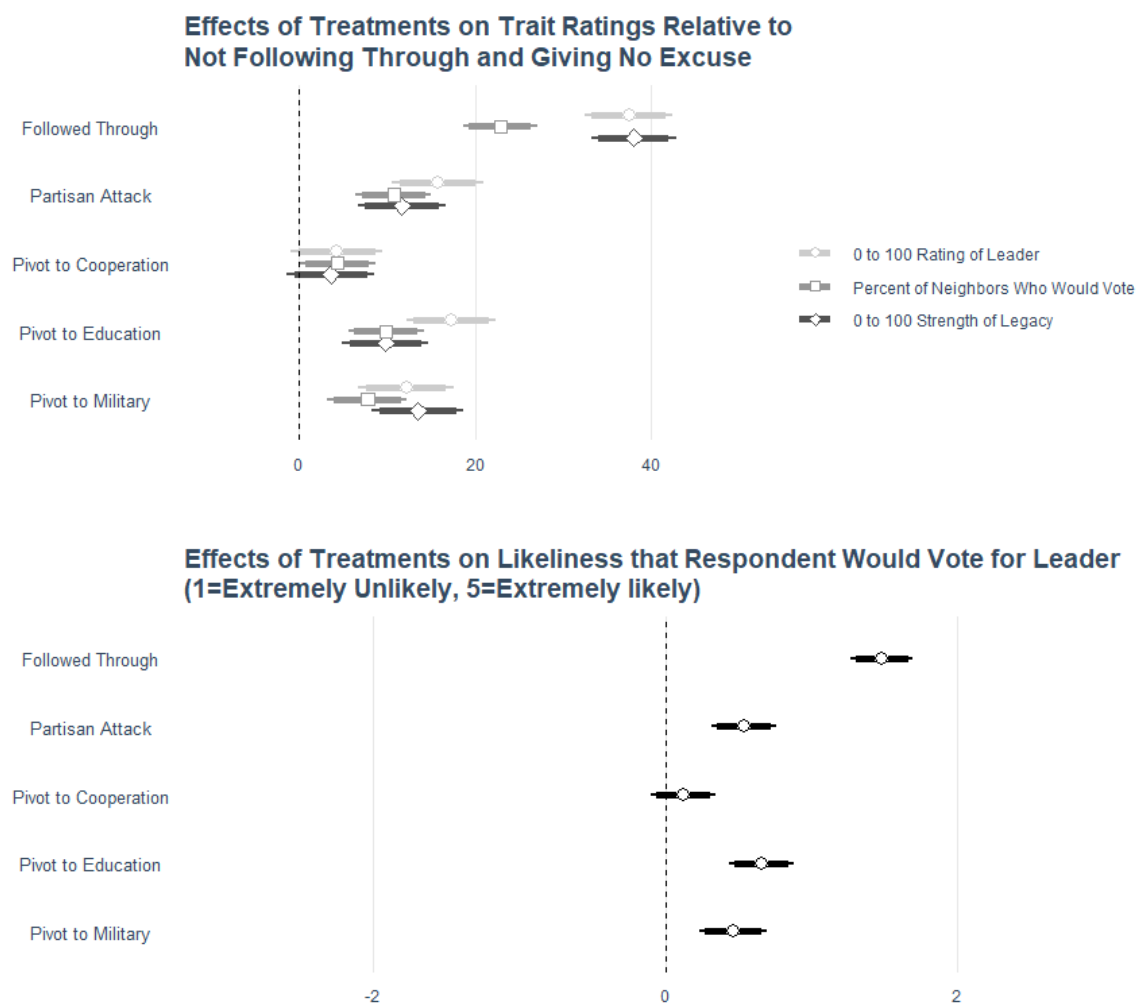 Effects of Treatments on Trait Ratings Relative to
Not Following Through and Giving No Excuse
Followed Through
Partisan Attack
Pivot to Cooperation
Pivot to Education
Pivot to Military
0 to 100 Rating of Leader
Percent of Neighbors Who Would Vote
0 to 100 Strength of Legacy
0 20 40
Effects of Treatments on Likeliness that Respondent Would Vote for Leader
(1=Extremely Unlikely, 5=Extremely likely)
Followed Through
Partisan Attack
Pivot to Cooperation
Pivot to Education
Pivot to Military
-2 0 2